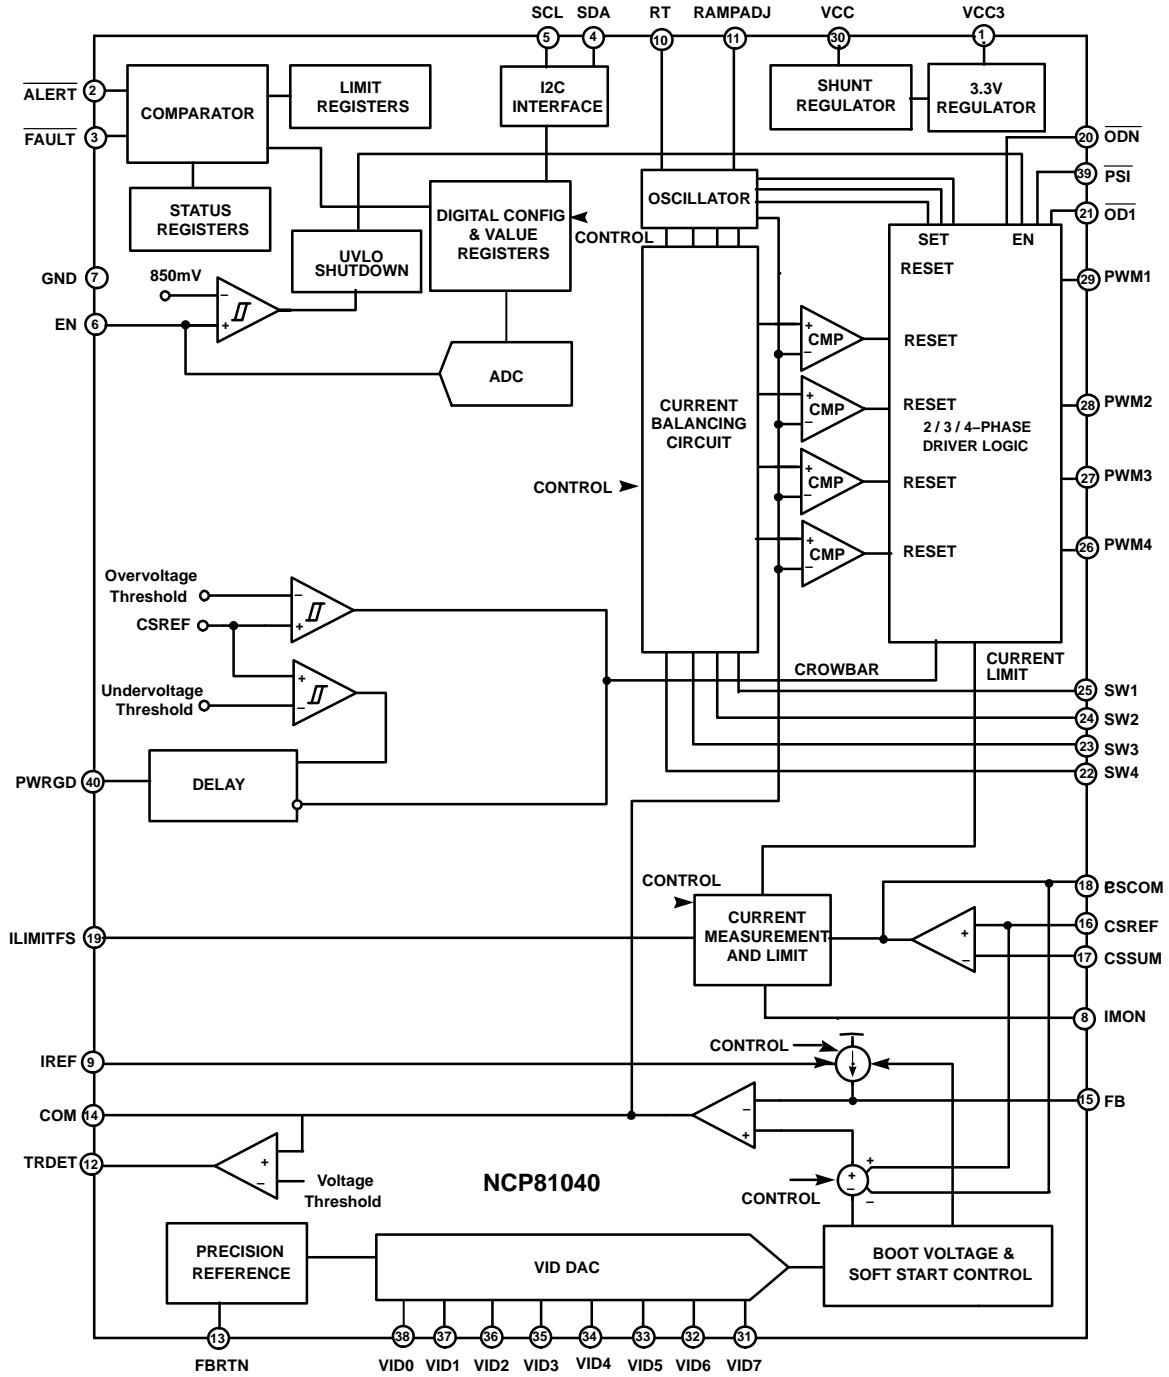 SCL SDA RT RAMPADJ VCC VCC3
5 4 10 11 30 1
ALERT 2
FAULT 3
COMPARATOR
LIMIT
REGISTERS
I2C
INTERFACE
SHUNT
REGULATOR
3.3V
REGULATOR
20 ODN
39 PSI
21 OD1
STATUS
REGISTERS
DIGITAL CONFIG
& VALUE
REGISTERS
CONTROL
OSCILLATOR
UVLO
SHUTDOWN
SET EN
RESET
GND 7
850mV
–
+
EN 6
ADC
29 PWM1
+
–
CMP
RESET
CURRENT
BALANCING
CIRCUIT
+
–
CMP
RESET
2 / 3 / 4–PHASE
DRIVER LOGIC
28 PWM2
CONTROL
+
–
CMP
RESET
27 PWM3
+
–
CMP
RESET
26 PWM4
Overvoltage
Threshold
–
+
CSREF
Undervoltage
Threshold
+
–
CROWBAR
CURRENT
LIMIT
25 SW1
24 SW2
23 SW3
22 SW4
PWRGD 40
DELAY
CONTROL
18 CSCOM
ILIMITFS 19
CURRENT
MEASUREMENT
AND LIMIT
+
–
16 CSREF
17 CSSUM
8 IMON
CONTROL
IREF 9
COM 14
–
+
15 FB
TRDET 12
+
–
Voltage
Threshold
NCP81040
CONTROL
+
–
+
–
PRECISION
REFERENCE
VID DAC
BOOT VOLTAGE &
SOFT START CONTROL
13 38 37 36 35 34 33 32 31
FBRTN VID0 VID1 VID2 VID3 VID4 VID5 VID6 VID7